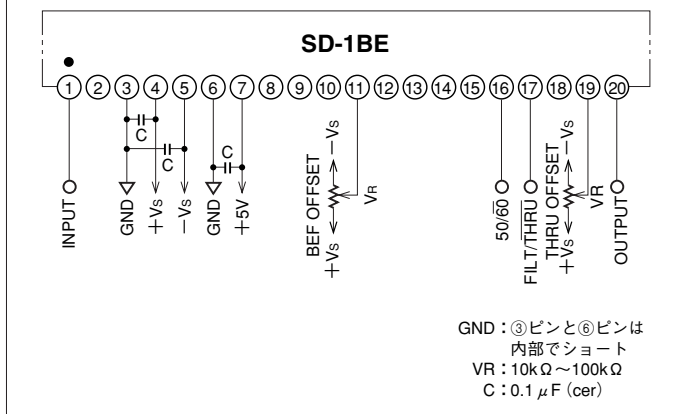 SD-1BE
1 2 3 4 5 6 7 8 9 10 11 12 13 14 15 16 17 18 19 20
C
C
C
INPUT
GND
+Vs
−Vs
GND
+5V
BEF OFFSET
−Vs
+Vs
VR
50/60
FILT/THRU
THRU OFFSET
−Vs
+Vs
VR
OUTPUT
GND：③ピンと⑥ピンは
内部でショート
VR：10kΩ～100kΩ
C：0.1μF（cer）